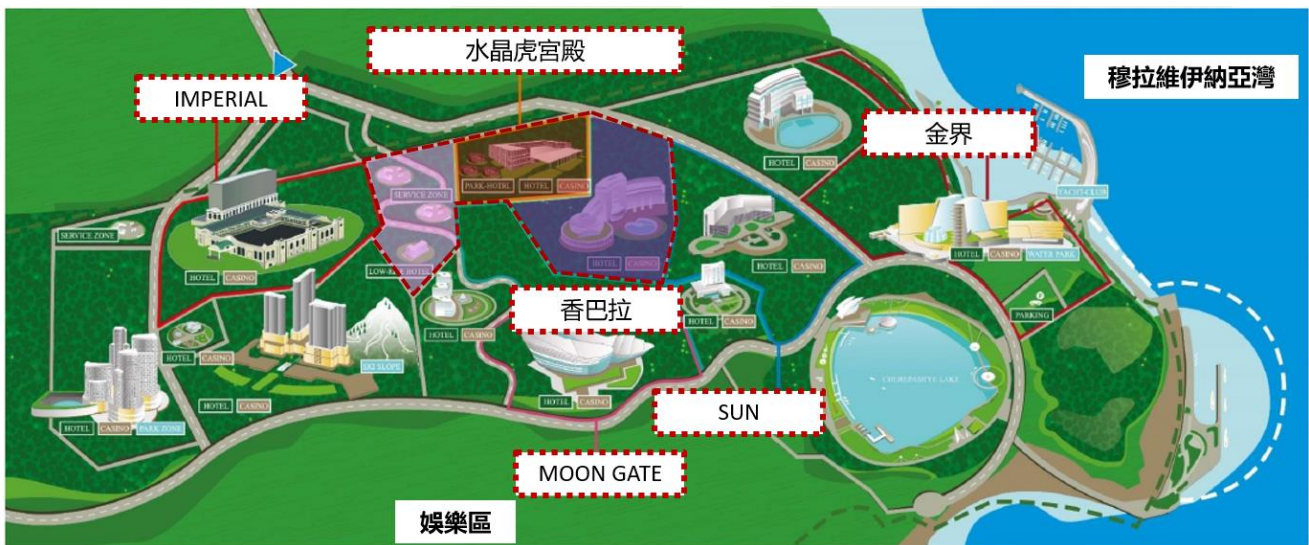 水晶虎宮殿
穆拉維伊納亞灣
IMPERIAL
金界
HOTEL CASINO
YACHT-CLUB
SERVICE ZONE
PARK-HOTEL HOTEL CASINO
SERVICE ZONE
HOTEL CASINO WATER PARK
HOTEL CASINO
HOTEL CASINO
HOTEL CASINO
LOW-RISE HOTEL
香巴拉
HOTEL CASINO
HOTEL CASINO
PARKING
HOTEL CASINO
SKI SLOPE
CHEREPASHYE LAKE
HOTEL CASINO
HOTEL CASINO
SUN
HOTEL CASINO PARK ZONE
MOON GATE
娛樂區